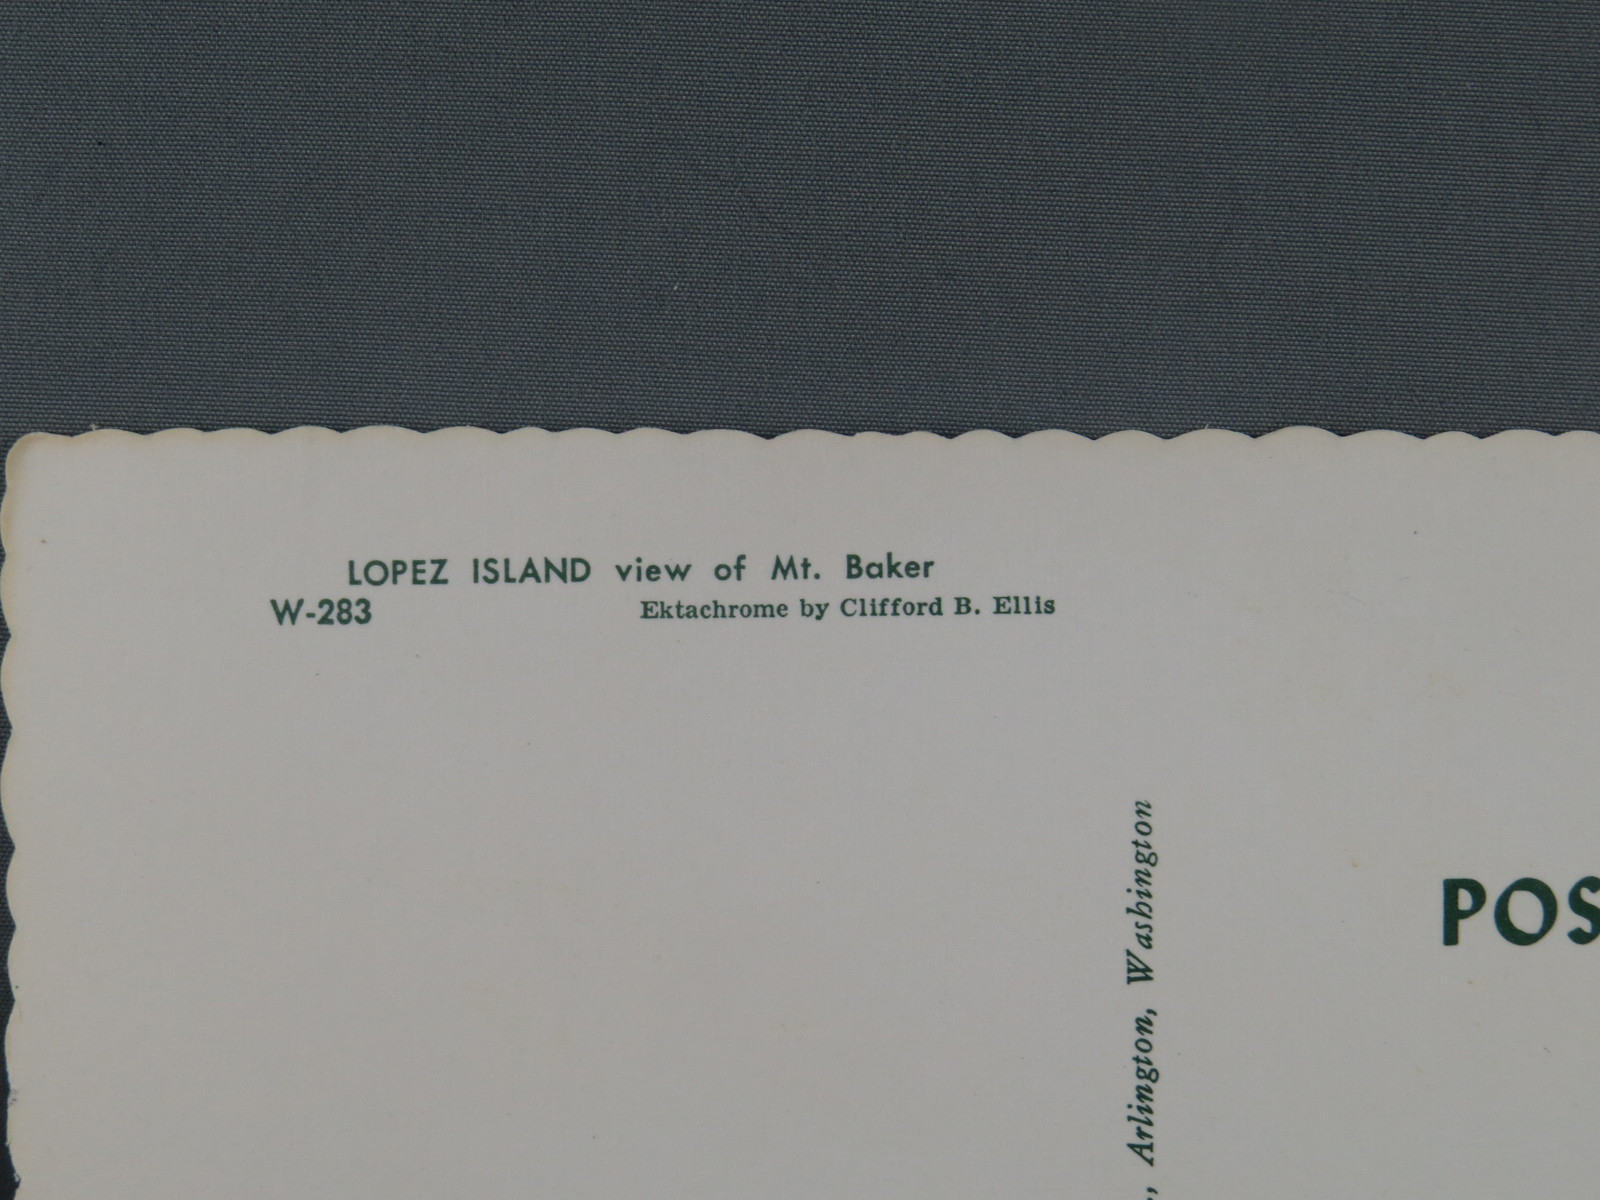 LOPEZ ISLAND view of Mt. Baker
W-283 Ektachrome by Clifford B. Ellis
Arlington, Washington
POS